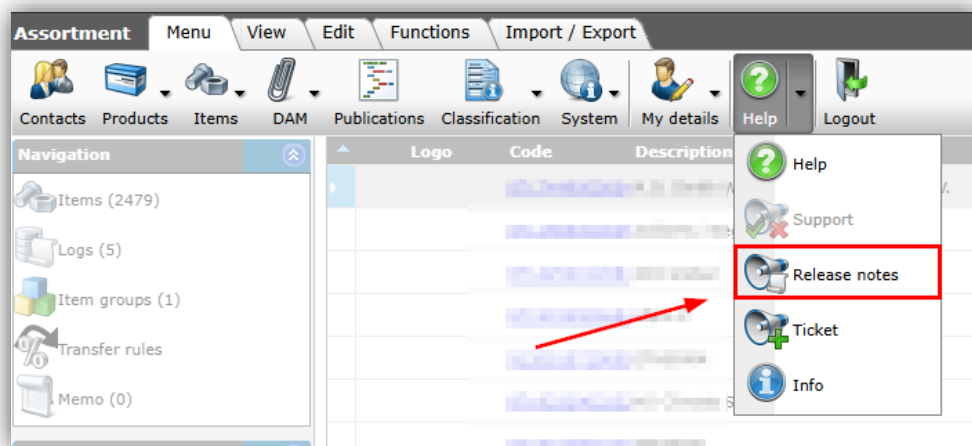 Assortment Menu View Edit Functions Import / Export
Contacts Products Items DAM Publications Classification System My details Help Logout
Navigation
Logo Code Description
Items (2479)
Logs (5)
Item groups (1)
Transfer rules
Memo (0)
Help
Support
Release notes
Ticket
Info